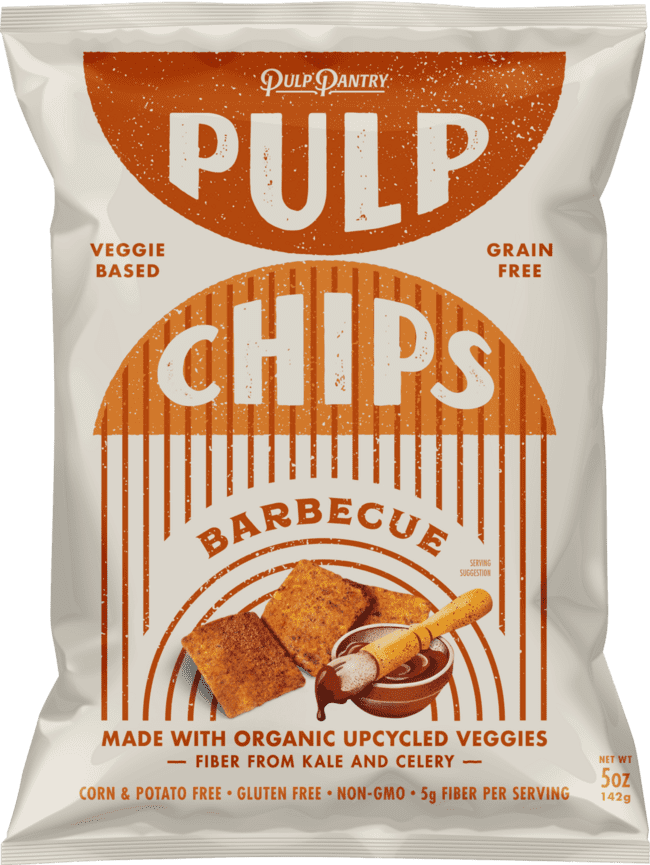 PULP PANTRY
PULP
VEGGIE
BASED
GRAIN
FREE
CHIPS
BARBECUE
SERVING
SUGGESTION
MADE WITH ORGANIC UPCYCLED VEGGIES
— FIBER FROM KALE AND CELERY —
CORN & POTATO FREE • GLUTEN FREE • NON-GMO • 5g FIBER PER SERVING
NET WT
5oz
142g